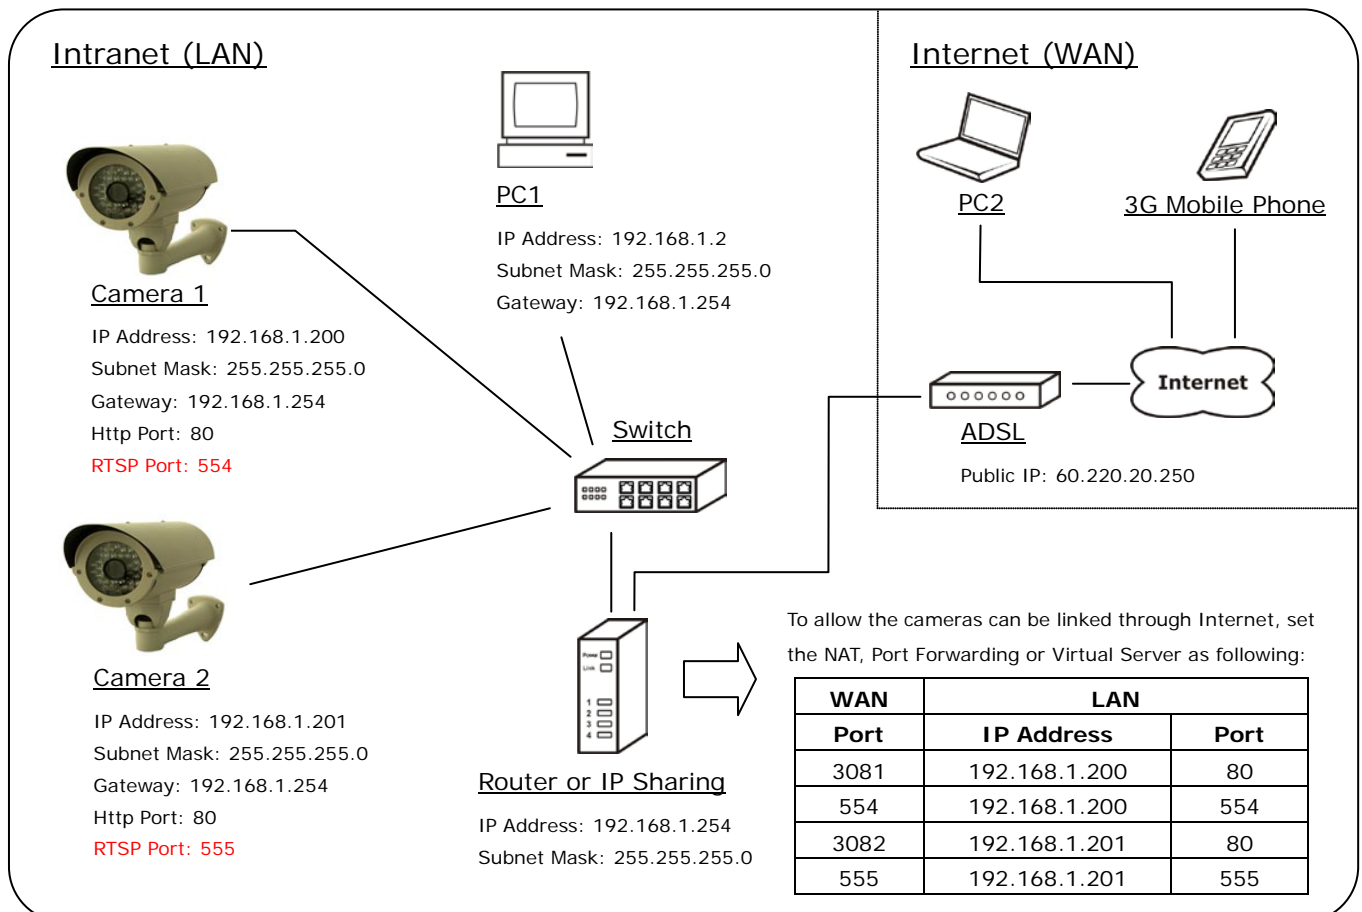 Intranet (LAN)
Internet (WAN)
PC1
IP Address: 192.168.1.2
Subnet Mask: 255.255.255.0
Gateway: 192.168.1.254
PC2
3G Mobile Phone
Camera 1
IP Address: 192.168.1.200
Subnet Mask: 255.255.255.0
Gateway: 192.168.1.254
Http Port: 80
RTSP Port: 554
Internet
ADSL
Public IP: 60.220.20.250
Switch
Camera 2
IP Address: 192.168.1.201
Subnet Mask: 255.255.255.0
Gateway: 192.168.1.254
Http Port: 80
RTSP Port: 555
Power
Link
1
2
3
4
Router or IP Sharing
IP Address: 192.168.1.254
Subnet Mask: 255.255.255.0
To allow the cameras can be linked through Internet, set
the NAT, Port Forwarding or Virtual Server as following:
WAN LAN
Port IP Address Port
3081 192.168.1.200 80
554 192.168.1.200 554
3082 192.168.1.201 80
555 192.168.1.201 555